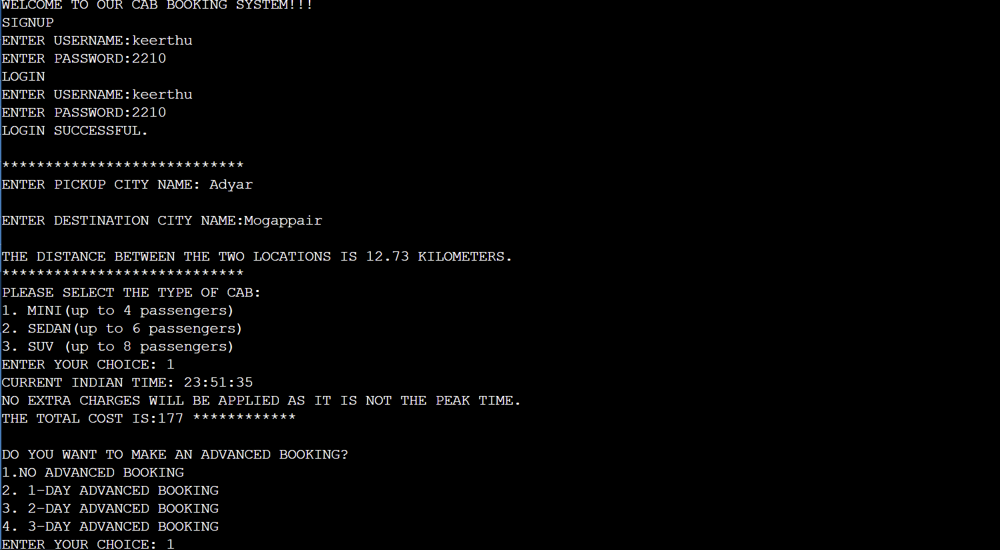 WELCOME TO OUR CAB BOOKING SYSTEM!!!
SIGNUP
ENTER USERNAME:keerthu
ENTER PASSWORD:2210
LOGIN
ENTER USERNAME:keerthu
ENTER PASSWORD:2210
LOGIN SUCCESSFUL.
****************************
ENTER PICKUP CITY NAME: Adyar
ENTER DESTINATION CITY NAME:Mogappair
THE DISTANCE BETWEEN THE TWO LOCATIONS IS 12.73 KILOMETERS.
****************************
PLEASE SELECT THE TYPE OF CAB:
1. MINI(up to 4 passengers)
2. SEDAN(up to 6 passengers)
3. SUV (up to 8 passengers)
ENTER YOUR CHOICE: 1
CURRENT INDIAN TIME: 23:51:35
NO EXTRA CHARGES WILL BE APPLIED AS IT IS NOT THE PEAK TIME.
THE TOTAL COST IS:177 ************
DO YOU WANT TO MAKE AN ADVANCED BOOKING?
1.NO ADVANCED BOOKING
2. 1-DAY ADVANCED BOOKING
3. 2-DAY ADVANCED BOOKING
4. 3-DAY ADVANCED BOOKING
ENTER YOUR CHOICE: 1